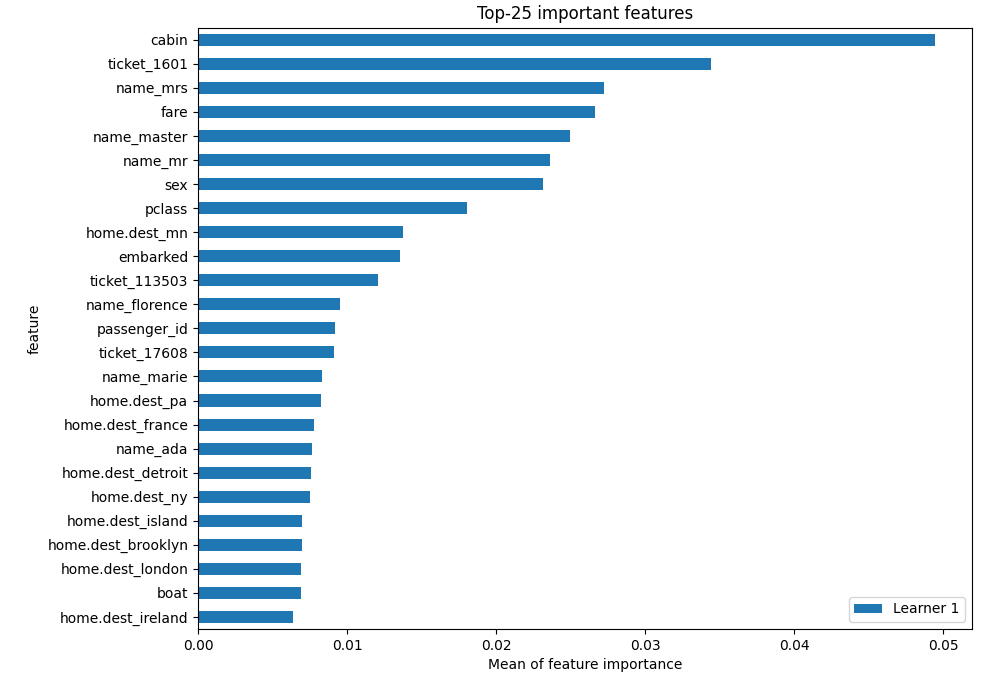 Top-25 important features
cabin
ticket_1601
name_mrs
fare
name_master
name_mr
sex
pclass
home.dest_mn
embarked
ticket_113503
name_florence
passenger_id
ticket_17608
name_marie
home.dest_pa
home.dest_france
name_ada
home.dest_detroit
home.dest_ny
home.dest_island
home.dest_brooklyn
home.dest_london
boat
home.dest_ireland
feature
Learner 1
0.00 0.01 0.02 0.03 0.04 0.05
Mean of feature importance